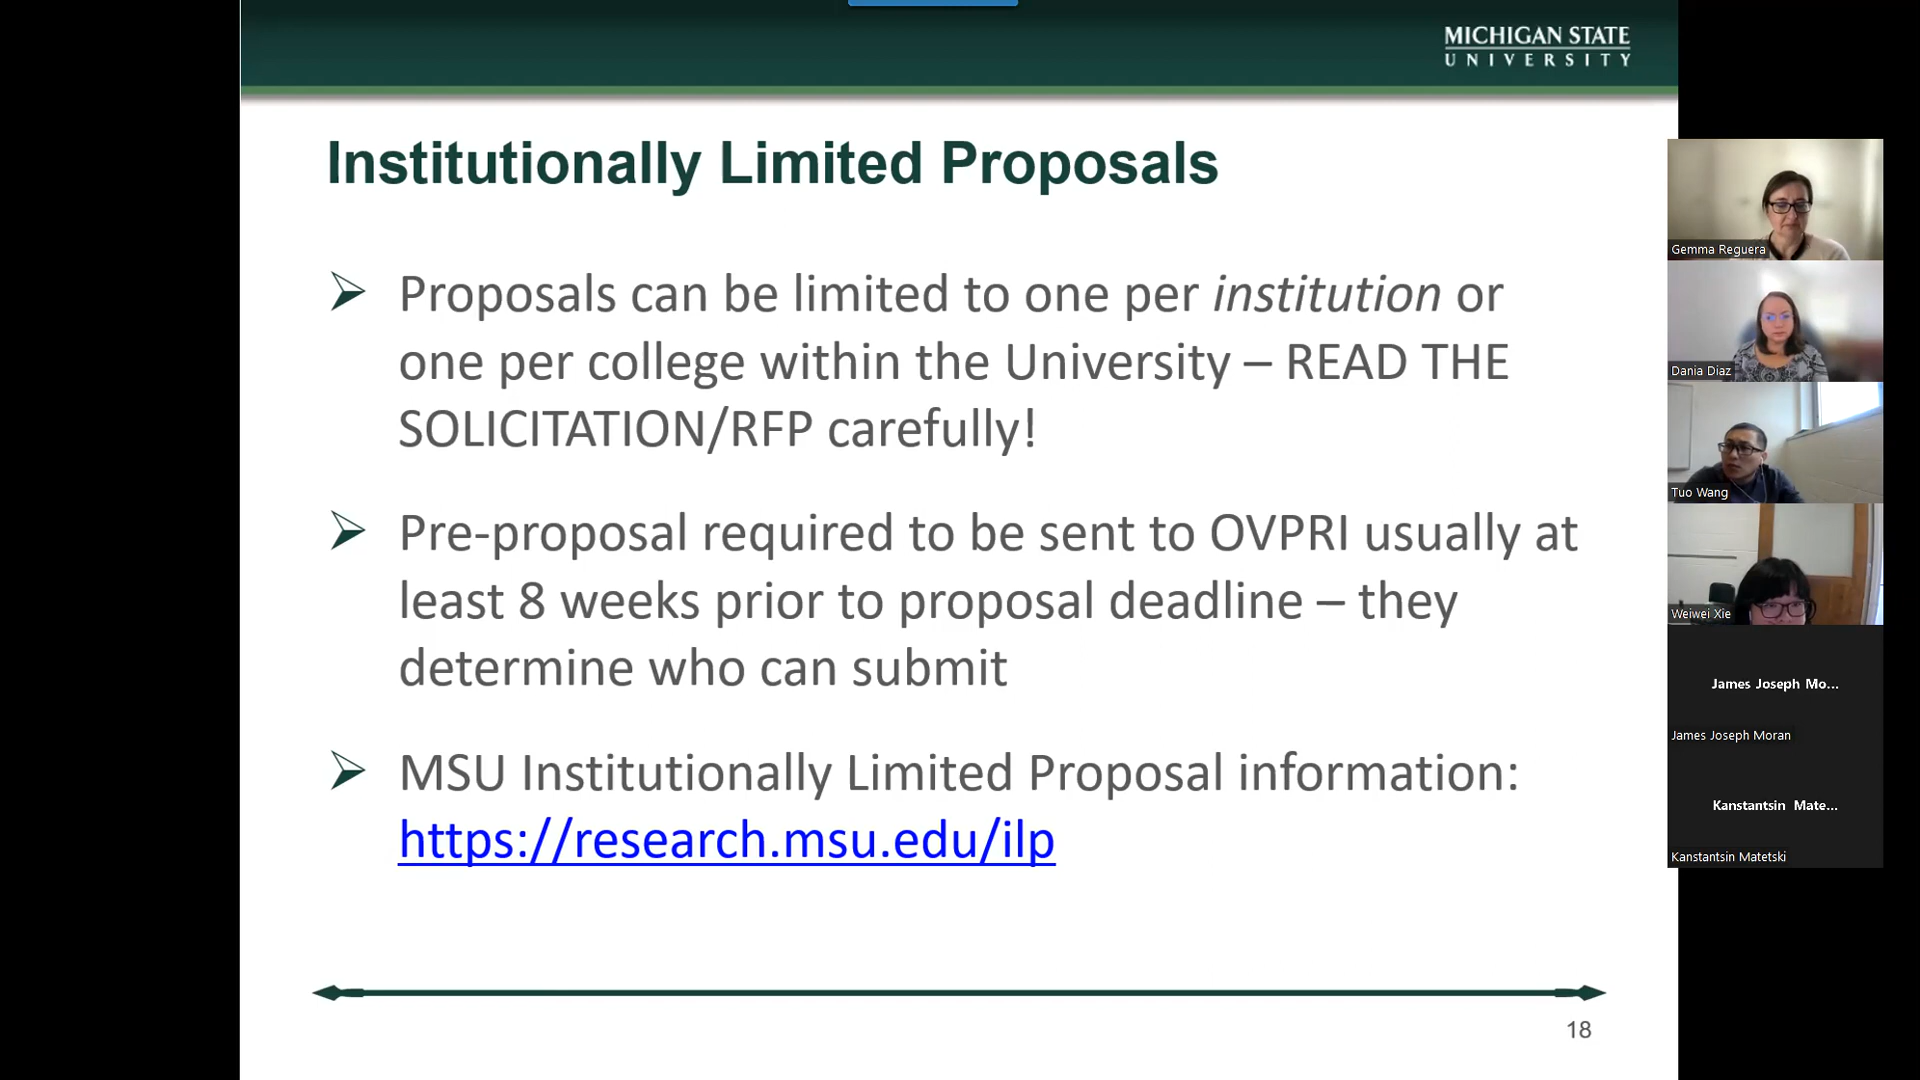 MICHIGAN STATE
UNIVERSITY
Institutionally Limited Proposals
Proposals can be limited to one per institution or
one per college within the University – READ THE
SOLICITATION/RFP carefully!
Pre-proposal required to be sent to OVPRI usually at
least 8 weeks prior to proposal deadline – they
determine who can submit
MSU Institutionally Limited Proposal information:
https://research.msu.edu/ilp
18
Gemma Reguera
Dania Diaz
Tuo Wang
Weiwei Xie
James Joseph Mo...
James Joseph Moran
Kanstantsin Mate...
Kanstantsin Matetski